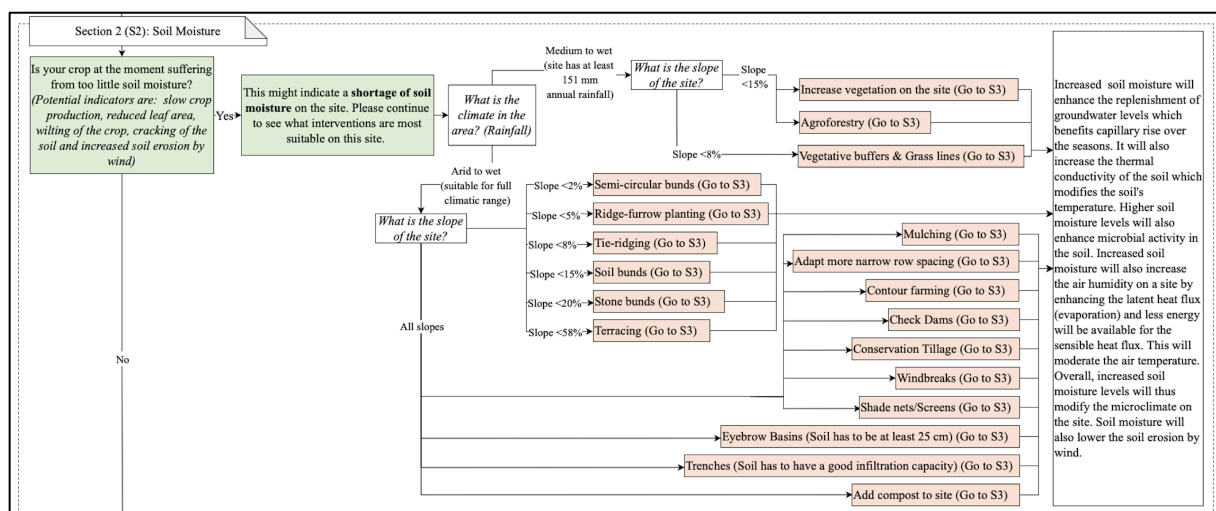 Section 2 (S2): Soil Moisture
Is your crop at the moment suffering
from too little soil moisture?
(Potential indicators are: slow crop
production, reduced leaf area,
wilting of the crop, cracking of the
soil and increased soil erosion by
wind)
Yes
No
This might indicate a shortage of soil
moisture on the site. Please continue
to see what interventions are most
suitable on this site.
What is the
climate in the
area? (Rainfall)
Medium to wet
(site has at least
151 mm
annual rainfall)
What is the slope
of the site?
Slope
<15%
Increase vegetation on the site (Go to S3)
Agroforestry (Go to S3)
Slope <8%
Vegetative buffers & Grass lines (Go to S3)
Arid to wet
(suitable for full
climatic range)
What is the slope
of the site?
Slope <2%
Semi-circular bunds (Go to S3)
Slope <5%
Ridge-furrow planting (Go to S3)
Slope <8%
Tie-ridging (Go to S3)
Slope <15%
Soil bunds (Go to S3)
Slope <20%
Stone bunds (Go to S3)
Slope <58%
Terracing (Go to S3)
All slopes
Mulching (Go to S3)
Adapt more narrow row spacing (Go to S3)
Contour farming (Go to S3)
Check Dams (Go to S3)
Conservation Tillage (Go to S3)
Windbreaks (Go to S3)
Shade nets/Screens (Go to S3)
Eyebrow Basins (Soil has to be at least 25 cm) (Go to S3)
Trenches (Soil has to have a good infiltration capacity) (Go to S3)
Add compost to site (Go to S3)
Increased soil moisture will
enhance the replenishment of
groundwater levels which
benefits capillary rise over
the seasons. It will also
increase the thermal
conductivity of the soil which
modifies the soil's
temperature. Higher soil
moisture levels will also
enhance microbial activity in
the soil. Increased soil
moisture will also increase
the air humidity on a site by
enhancing the latent heat flux
(evaporation) and less energy
will be available for the
sensible heat flux. This will
moderate the air temperature.
Overall, increased soil
moisture levels will thus
modify the microclimate on
the site. Soil moisture will
also lower the soil erosion by
wind.